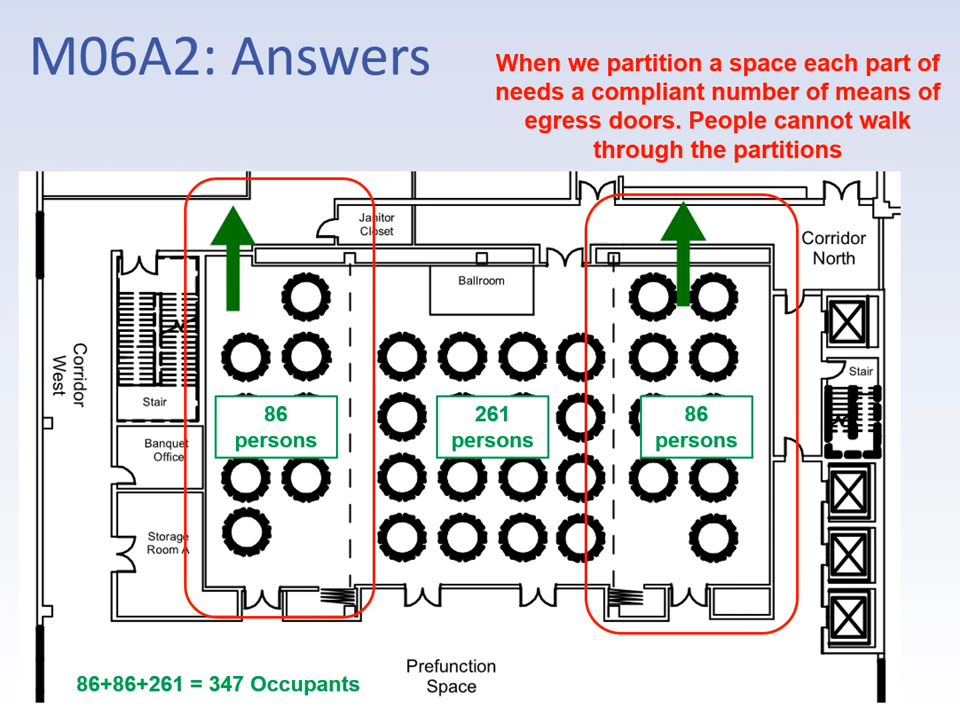 M06A2: Answers
When we partition a space each part of
needs a compliant number of means of
egress doors. People cannot walk
through the partitions
Janitor
Closet
Corridor
North
Ballroom
Corridor
West
Stair
Stair
86
persons
261
persons
86
persons
Banquet
Office
Storage
Room A
Prefunction
Space
86+86+261 = 347 Occupants